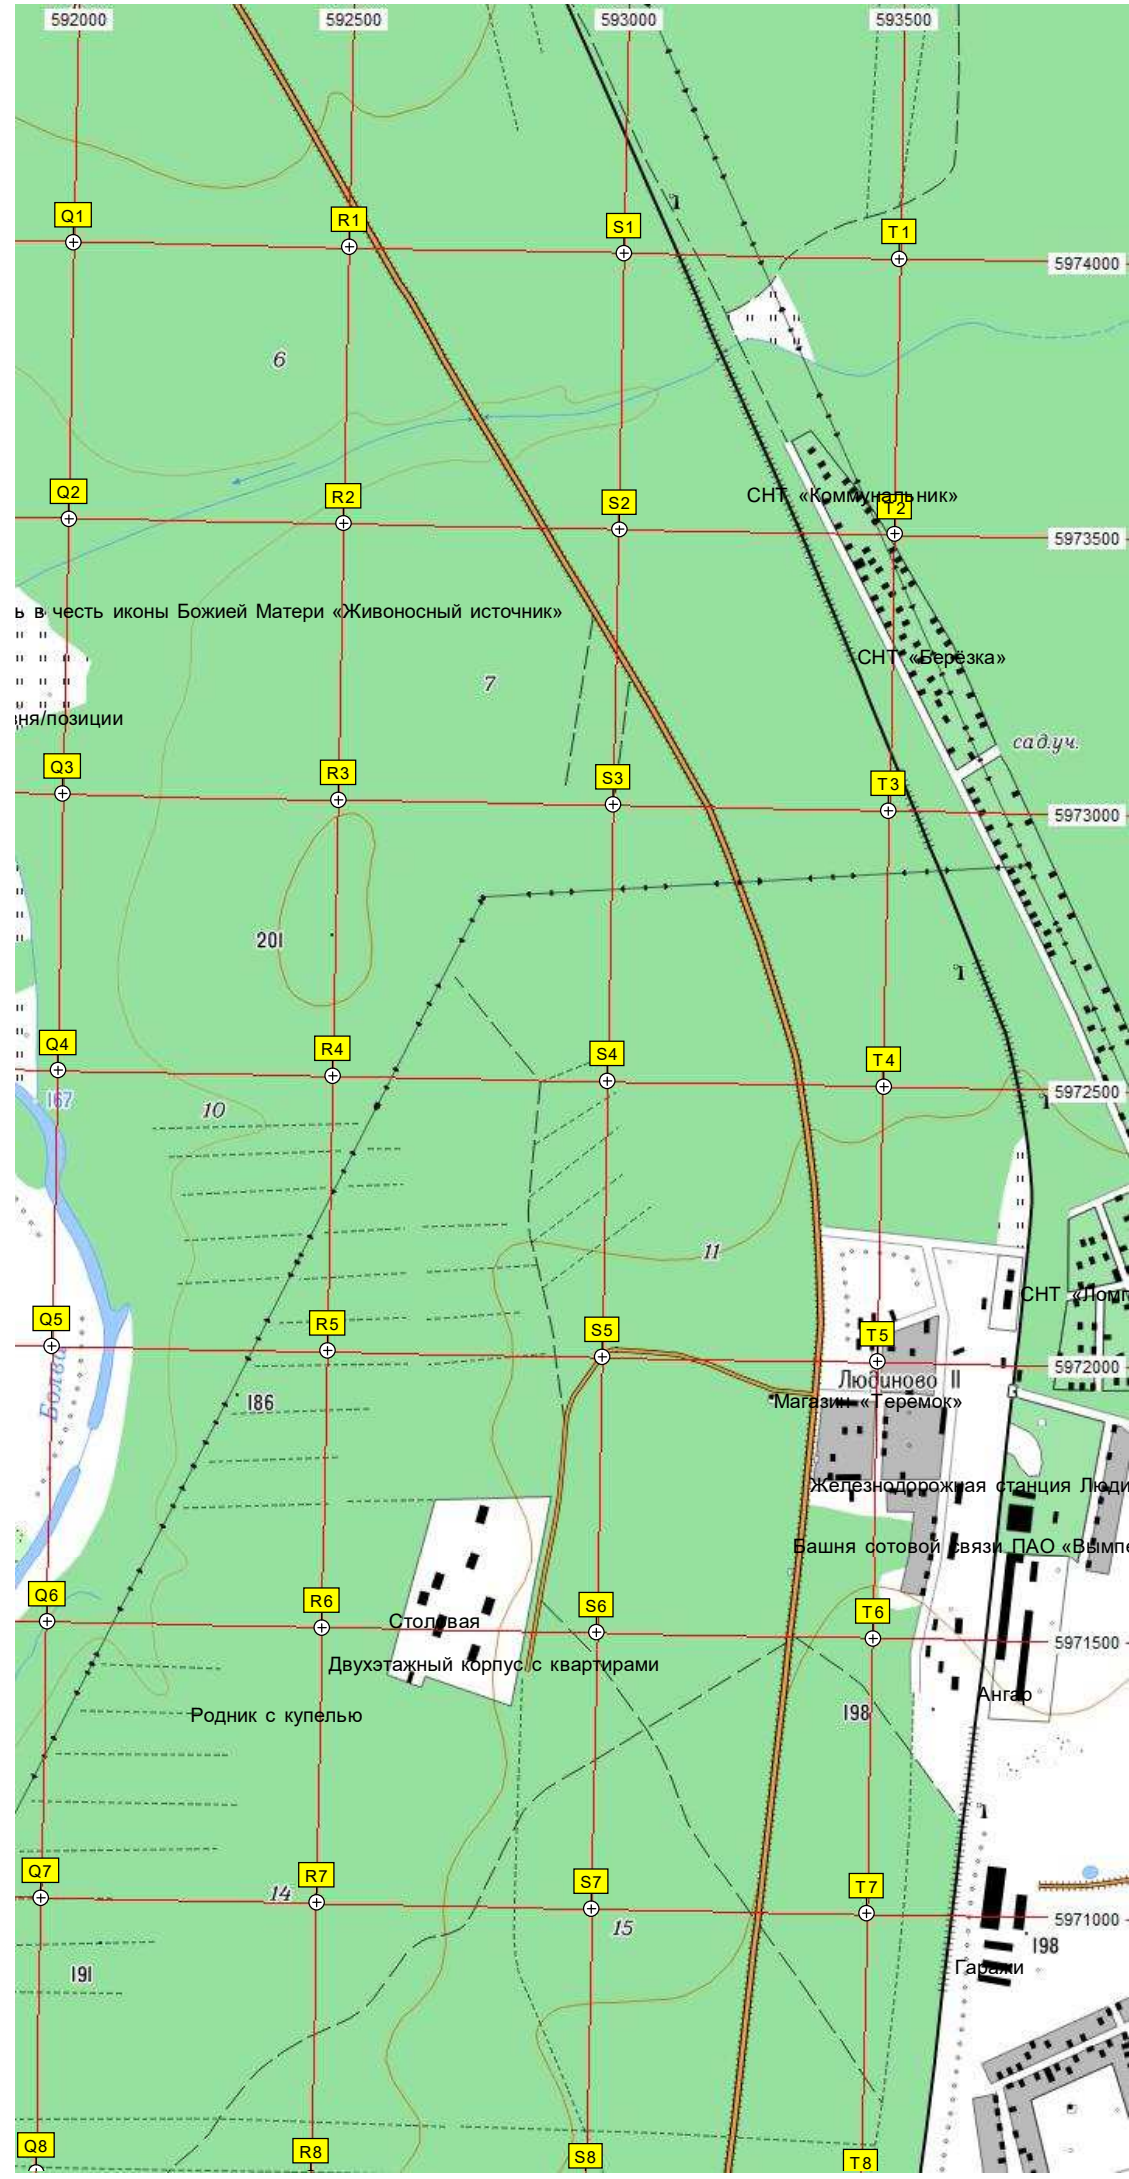 592000 592500 593000 593500
Q1 R1 S1 T1
5974000
6
Q2 R2 S2 T2
СНТ «Коммунальник»
5973500
ь в честь иконы Божией Матери «Живоносный источник»
СНТ «Берёзка»
7
вня/позиции
сад.уч.
Q3 R3 S3 T3
5973000
201
Q4 R4 S4 T4
5972500
167
10
11
СНТ «Ломп
Q5 R5 S5 T5
5972000
Болва
Людиново II
186
Магазин «Теремок»
Железнодорожная станция Люди
Башня сотовой связи ПАО «Вымпе
Q6 R6 S6 T6
Столовая
5971500
Двухэтажный корпус с квартирами
Ангар
Родник с купелью
198
Q7 R7 S7 T7
14
5971000
15
198
Гаражи
191
Q8 R8 S8 T8